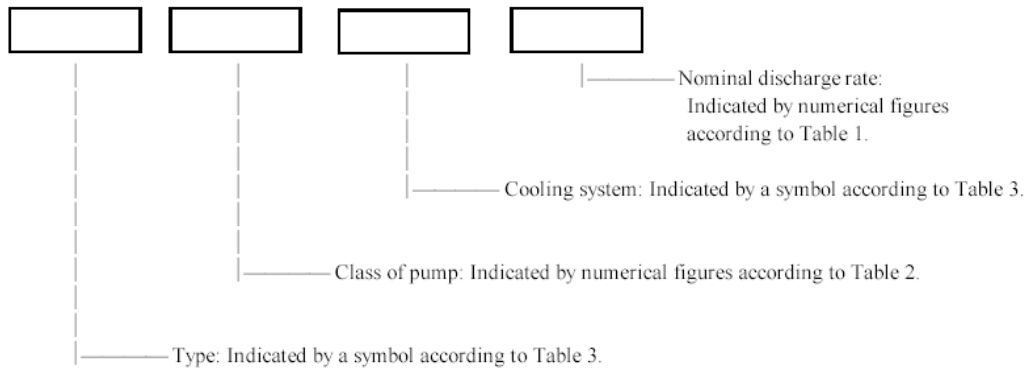 Nominal discharge rate:
Indicated by numerical figures
according to Table 1.
Cooling system: Indicated by a symbol according to Table 3.
Class of pump: Indicated by numerical figures according to Table 2.
Type: Indicated by a symbol according to Table 3.